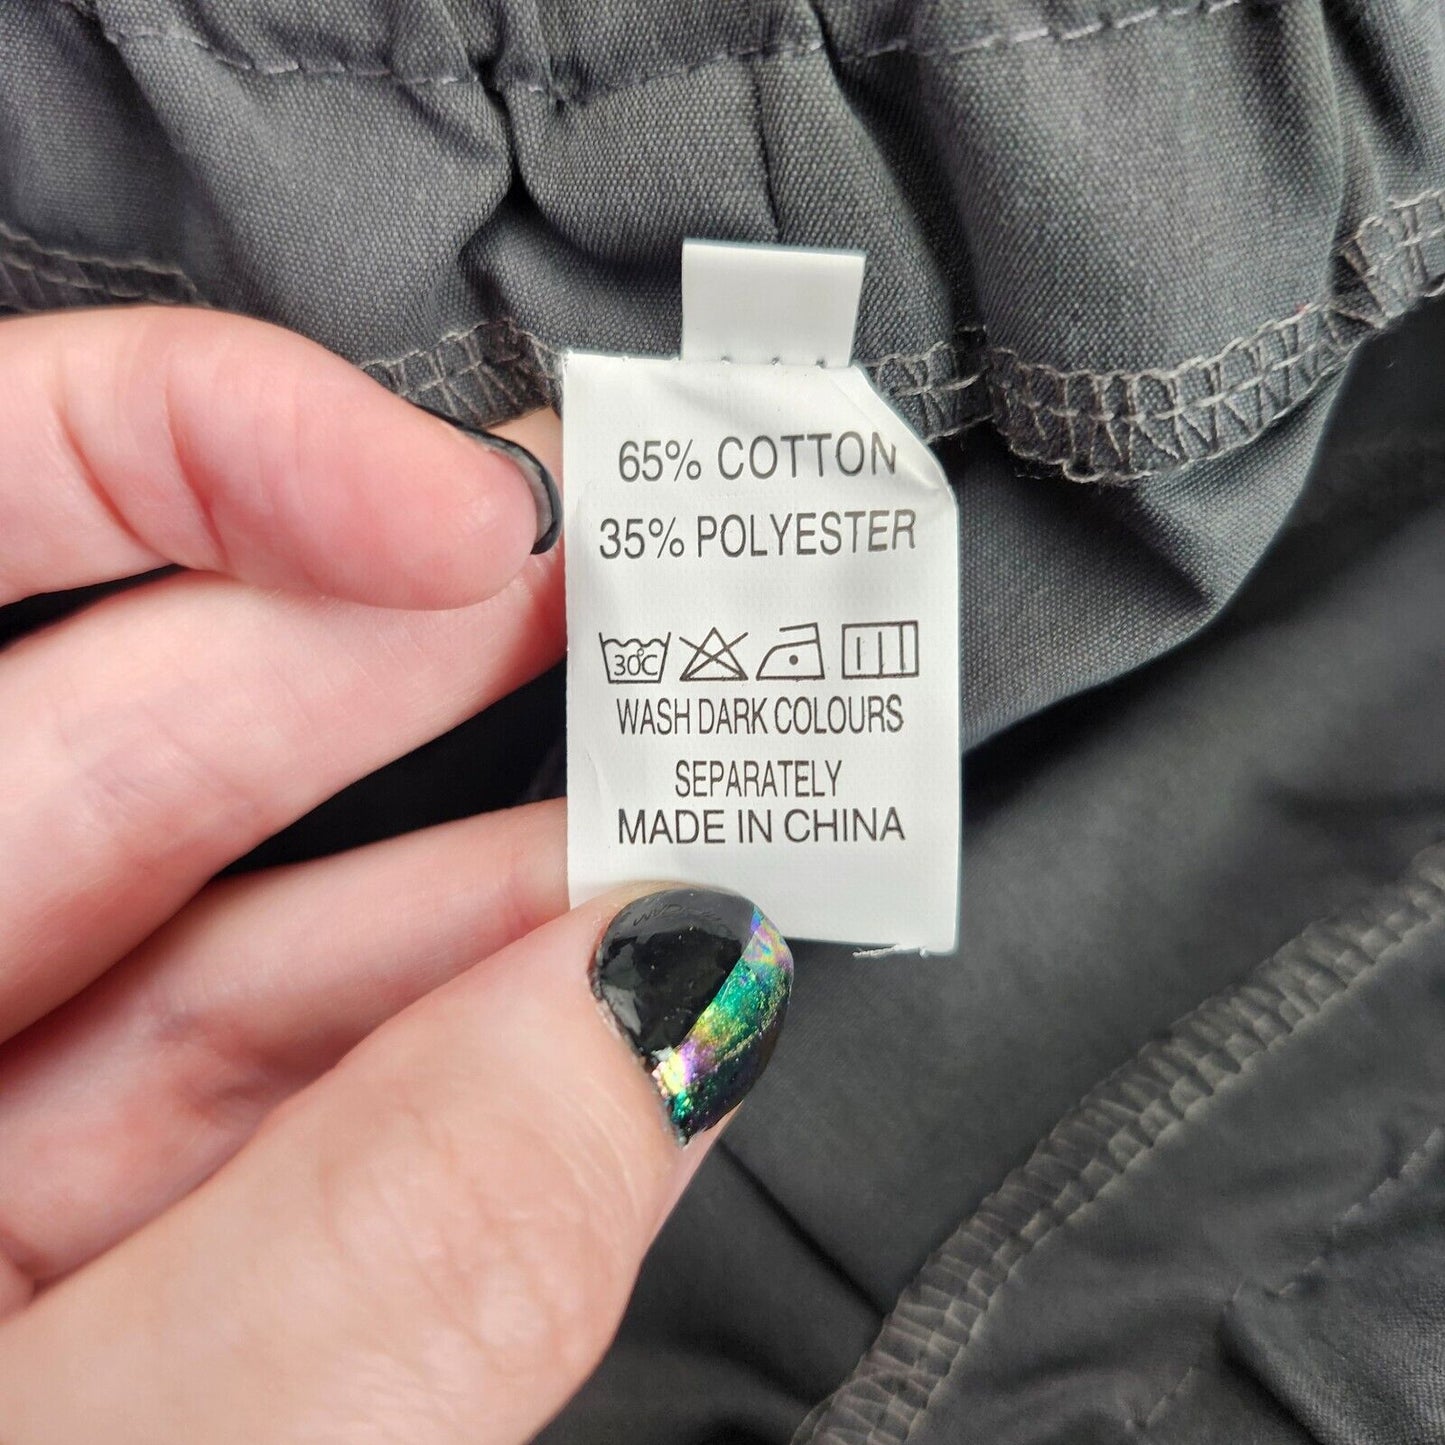 65% COTTON
35% POLYESTER
30°C
WASH DARK COLOURS
SEPARATELY
MADE IN CHINA